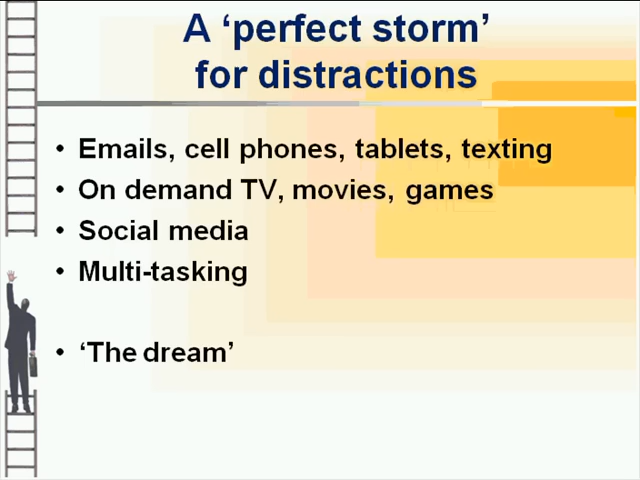 A ‘perfect storm’
for distractions
• Emails, cell phones, tablets, texting
• On demand TV, movies, games
• Social media
• Multi-tasking
• ‘The dream’